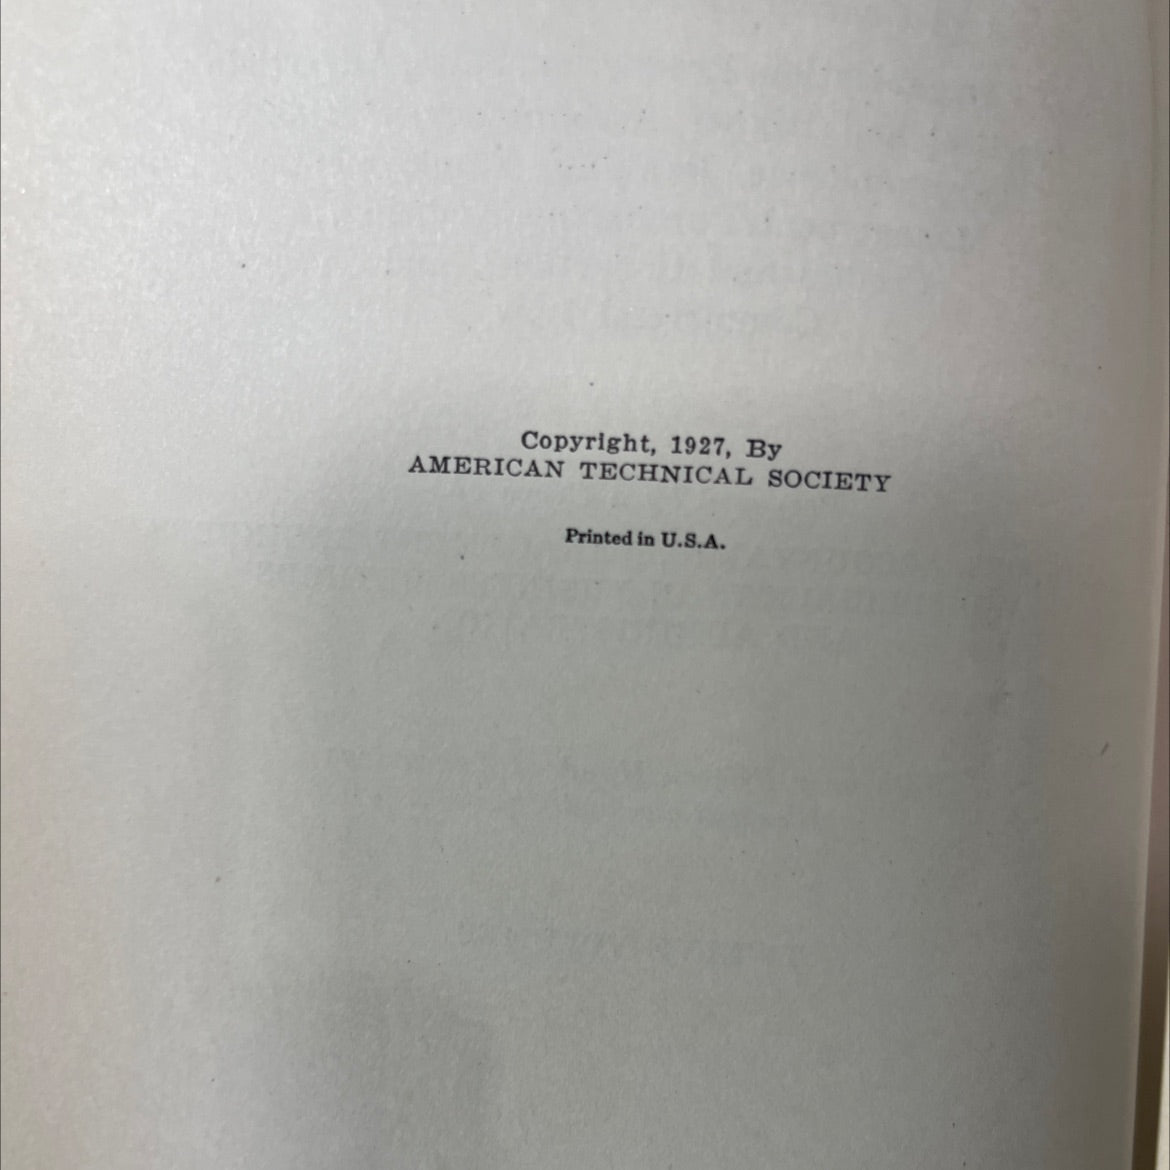 Copyright, 1927, By
AMERICAN TECHNICAL SOCIETY
Printed in U.S.A.